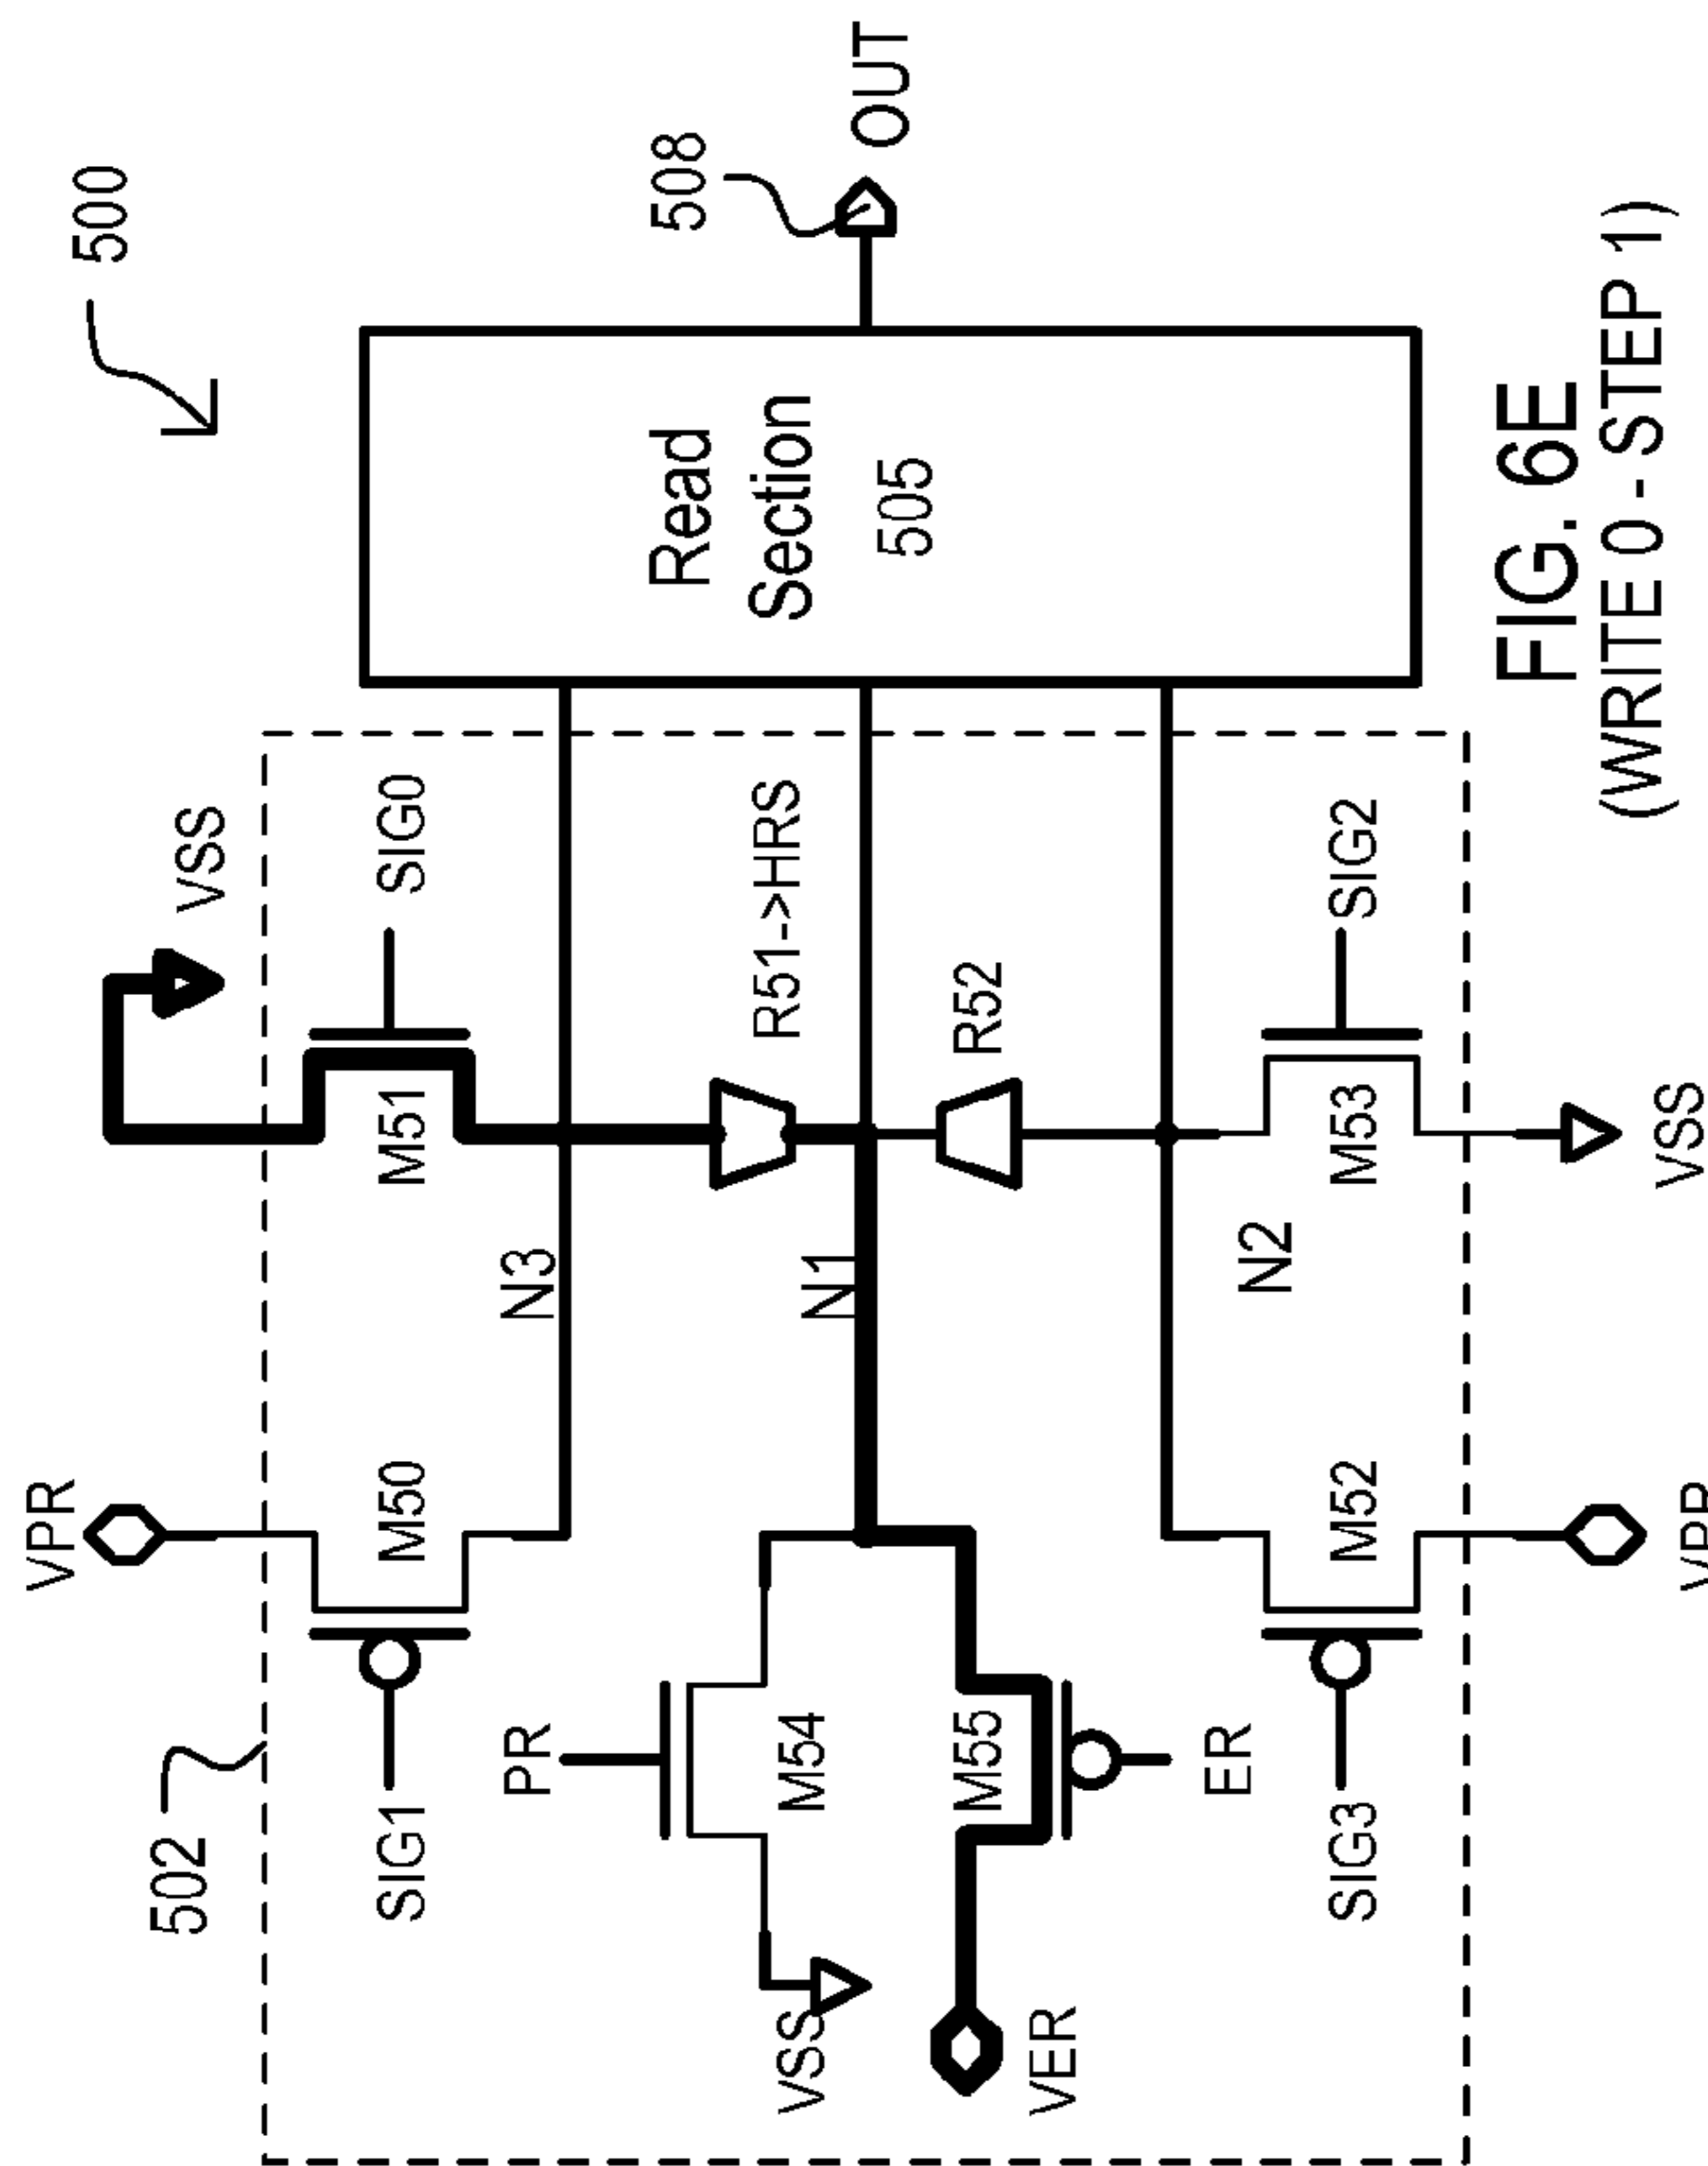 VPR
500
502
VSS
SIG1
M50
M51
SIG0
N3
PR
508
Read
R51->HRS
Section
VSS
M54
N1
OUT
505
M55
R52
VER
ER
N2
SIG3
M52
M53
SIG2
FIG. 6E
(WRITE 0 - STEP 1)
VSS
VPR